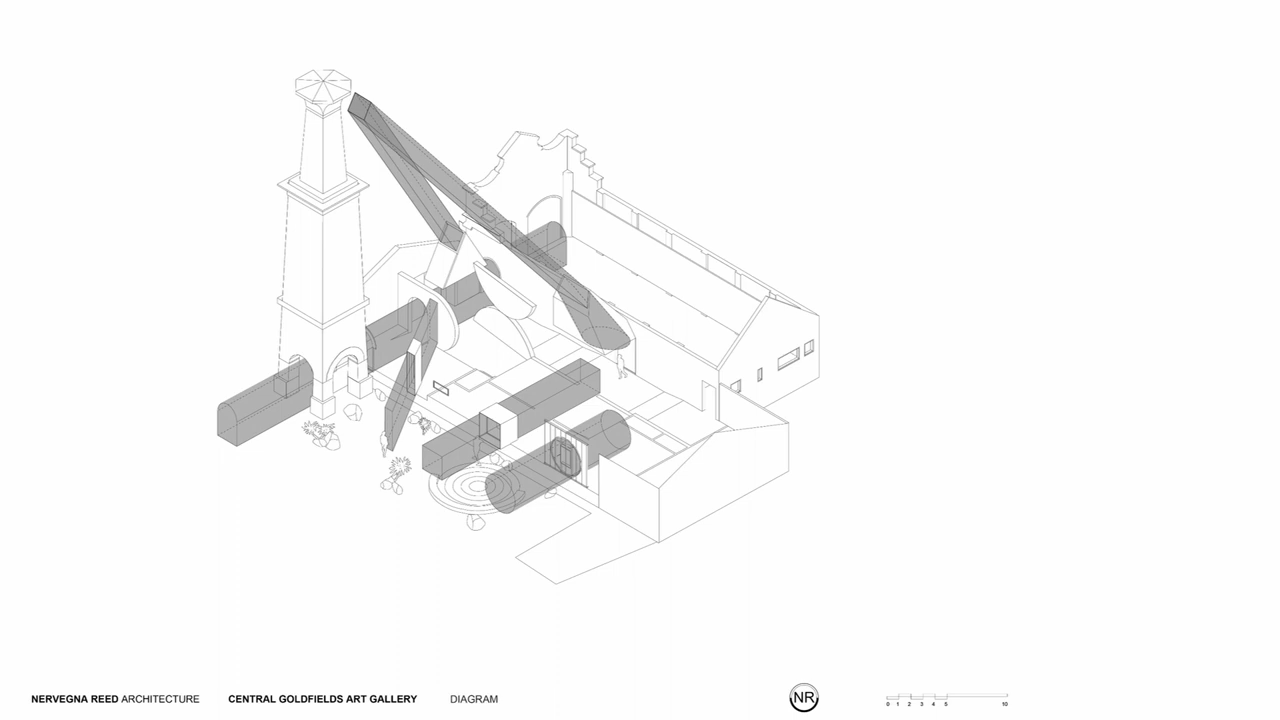 NERVEGNA REED ARCHITECTURE CENTRAL GOLDFIELDS ART GALLERY DIAGRAM NR
0 1 2 3 4 5 10